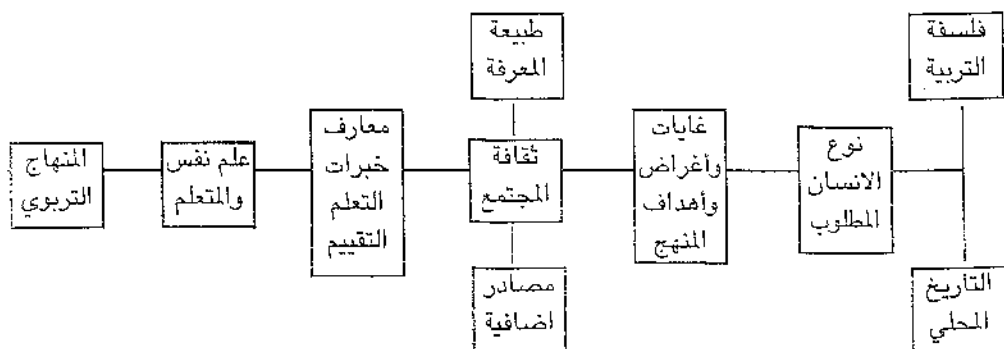 فلسفة
التربية
التاريخ
المحلي
نوع
الانسان
المطلوب
غايات
وأغراض
وأهداف
المنهج
طبيعة
المعرفة
ثقافة
المجتمع
مصادر
اضافية
معارف
خبرات
التعلم
التقييم
علم نفس
والمتعلم
المنهاج
التربوي